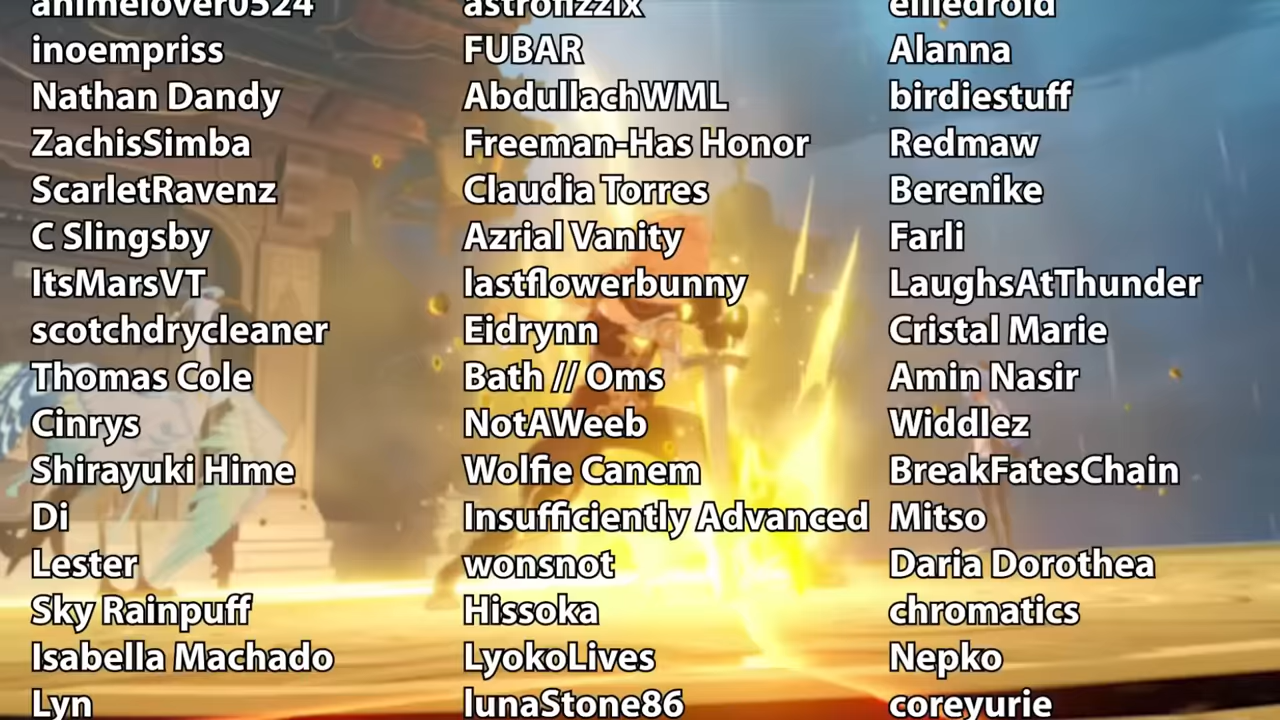 animelover0524
inoempriss
Nathan Dandy
ZachisSimba
ScarletRavenz
C Slingsby
ItsMarsVT
scotchdrycleaner
Thomas Cole
Cinrys
Shirayuki Hime
Di
Lester
Sky Rainpuff
Isabella Machado
Lyn
astrofizzix
FUBAR
AbdullachWML
Freeman-Has Honor
Claudia Torres
Azrial Vanity
lastflowerbunny
Eidrynn
Bath // Oms
NotAWeeb
Wolfie Canem
Insufficiently Advanced
wonsnot
Hissoka
LyokoLives
lunaStone86
elliedroid
Alanna
birdiestuff
Redmaw
Berenike
Farli
LaughsAtThunder
Cristal Marie
Amin Nasir
Widdlez
BreakFatesChain
Mitso
Daria Dorothea
chromatics
Nepko
coreyurie